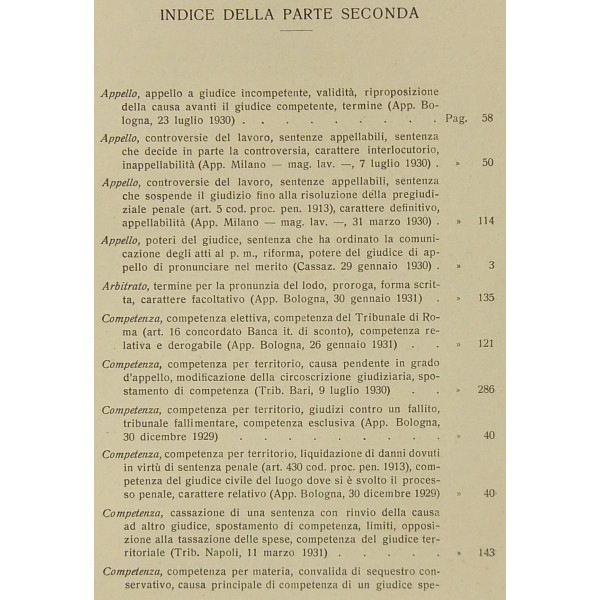 INDICE DELLA PARTE SECONDA
Appello, appello a giudice incompetente, validità, riproposizione
della causa avanti il giudice competente, termine (App. Bo-
logna, 23 luglio 1930) . . . . . . . . . Pag. 58
Appello, controversie del lavoro, sentenze appellabili, sentenza
che decide in parte la controversia, carattere interlocutorio,
inappellabilità (App. Milano — mag. lav. —, 7 luglio 1930) . » 50
Appello, controversie del lavoro, sentenze appellabili, sentenza
che sospende il giudizio fino alla risoluzione della pregiudi-
ziale penale (art. 5 cod. proc. pen. 1913), carattere definitivo,
appellabilità (App. Milano — mag. lav. —, 31 marzo 1930) . » 114
Appello, poteri del giudice, sentenza che ha ordinato la comuni-
cazione degli atti al p. m., riforma, potere del giudice di ap-
pello di pronunciare nel merito (Cassaz. 29 gennaio 1930) . » 3
Arbitrato, termine per la pronunzia del lodo, proroga, forma scrit-
ta, carattere facoltativo (App. Bologna, 30 gennaio 1931) . » 135
Competenza, competenza elettiva, competenza del Tribunale di Ro-
ma (art. 16 concordato Banca it. di sconto), competenza re-
lativa e derogabile (App. Bologna, 26 gennaio 1931) . . » 121
Competenza, competenza per territorio, causa pendente in grado
d'appello, modificazione della circoscrizione giudiziaria, spo-
stamento di competenza (Trib. Bari, 9 luglio 1930) . . » 286
Competenza, competenza per territorio, giudizi contro un fallito,
tribunale fallimentare, competenza esclusiva (App. Bologna,
30 dicembre 1929) . . . . . . . . . » 40
Competenza, competenza per territorio, liquidazione di danni dovuti
in virtù di sentenza penale (art. 430 cod. proc. pen. 1913), com-
petenza del giudice civile del luogo dove si è svolto il proces-
so penale, carattere relativo (App. Bologna, 30 dicembre 1929) » 40
Competenza, cassazione di una sentenza con rinvio della causa
ad altro giudice, spostamento di competenza, limiti, opposi-
zione alla tassazione delle spese, competenza del giudice ter-
ritoriale (Trib. Napoli, 11 marzo 1931) . . . . . » 143
Competenza, competenza per materia, convalida di sequestro con-
servativo, causa principale di competenza di un giudice spe-